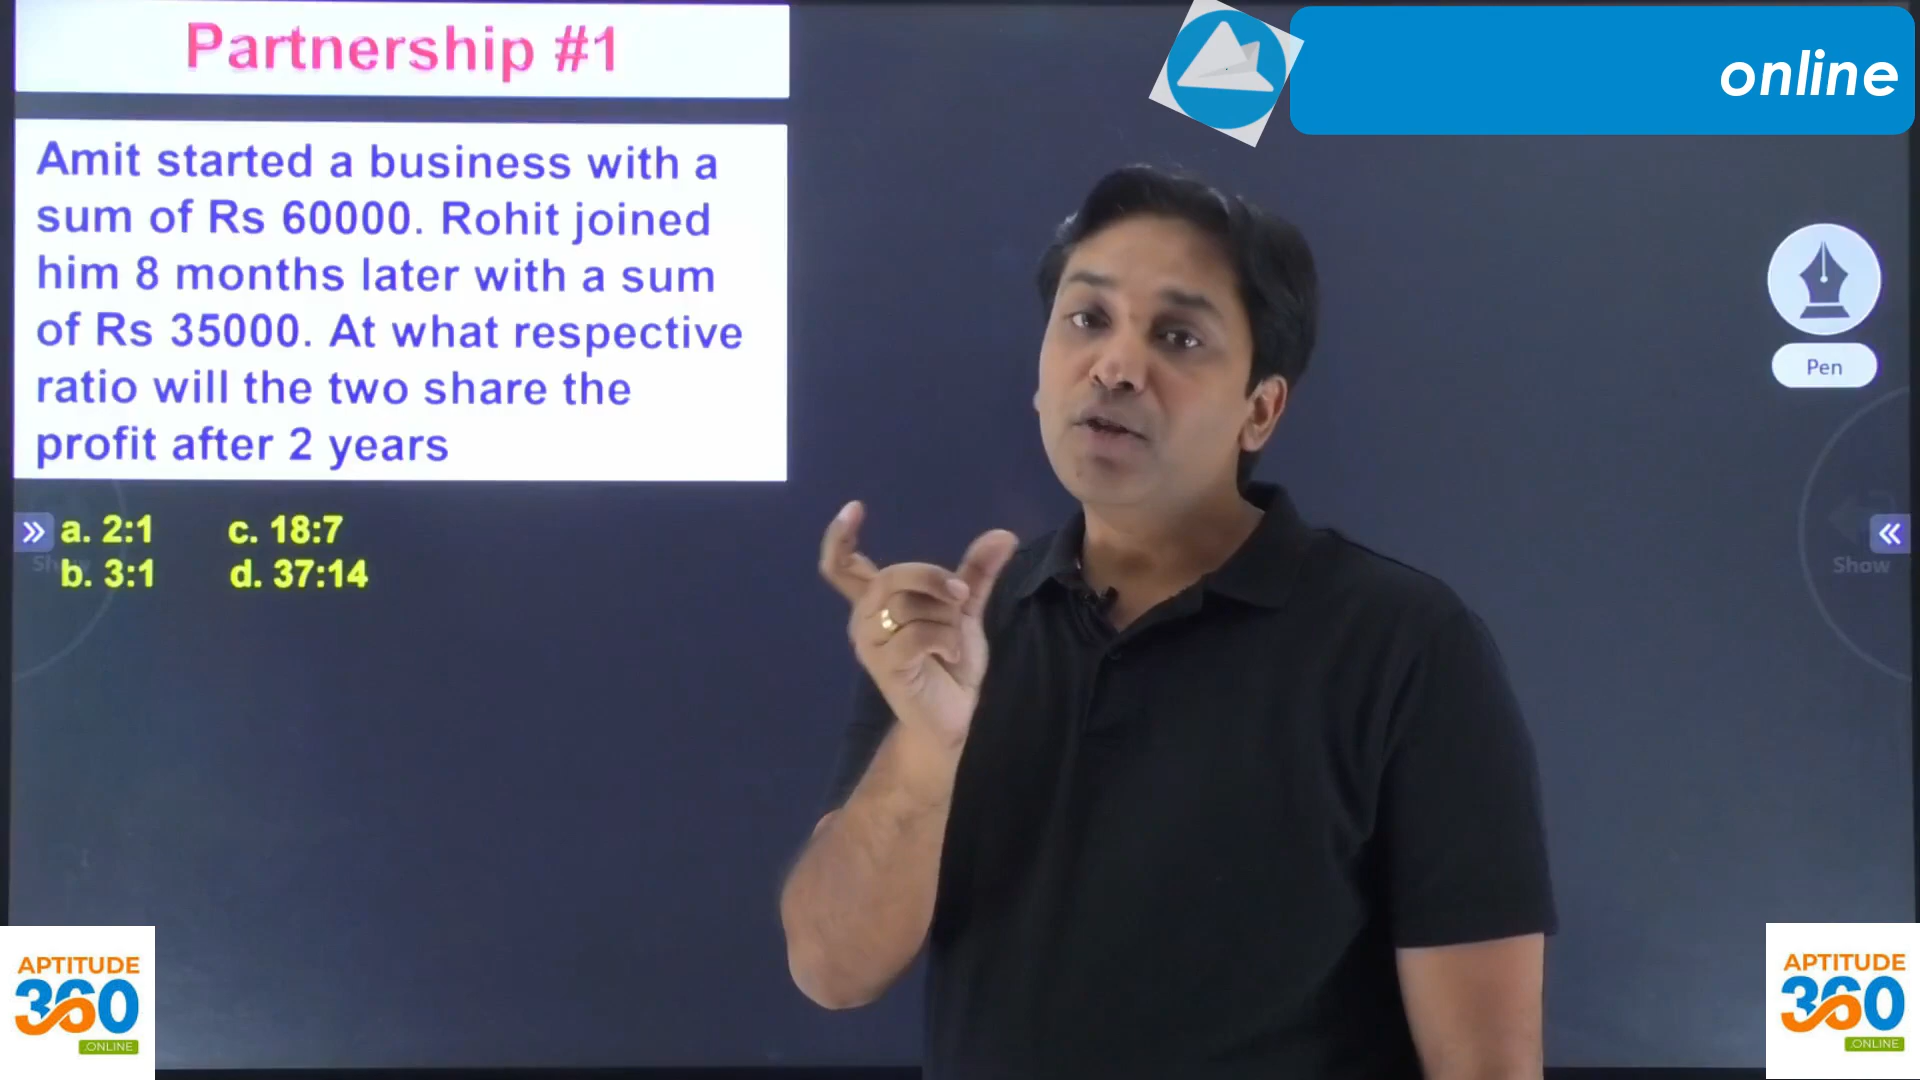 Partnership #1
online
Amit started a business with a
sum of Rs 60000. Rohit joined
him 8 months later with a sum
of Rs 35000. At what respective
ratio will the two share the
profit after 2 years
Pen
a. 2:1 c. 18:7
b. 3:1 d. 37:14
Show
APTITUDE
360
.ONLINE
APTITUDE
360
.ONLINE